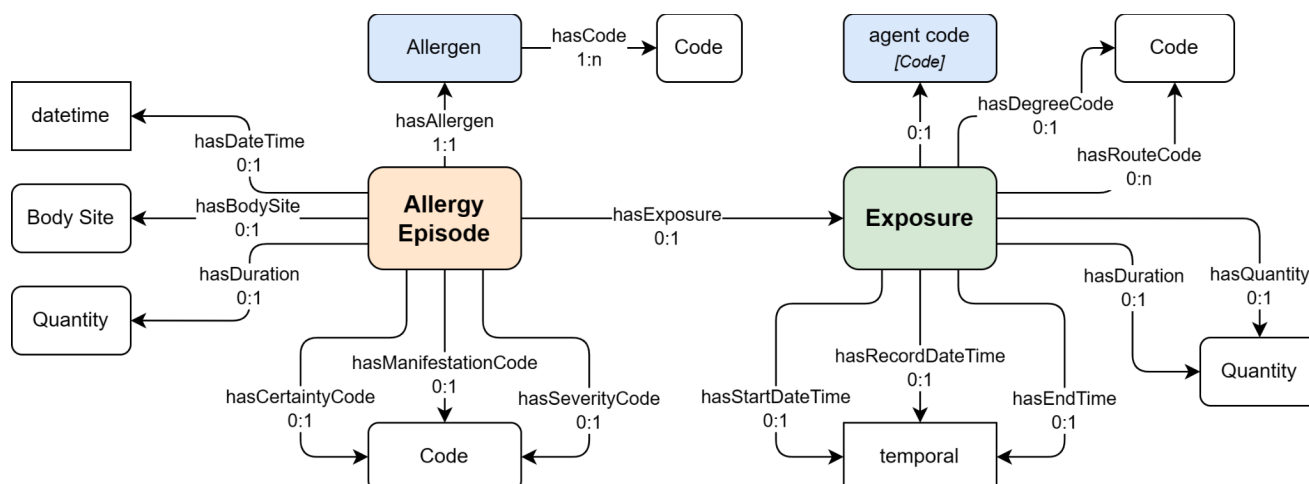 Allergen
hasCode
1:n
Code
agent code
[Code]
Code
datetime
hasDateTime
0:1
hasAllergen
1:1
0:1
hasDegreeCode
0:1
hasRouteCode
0:n
Body Site
hasBodySite
0:1
Allergy
Episode
hasExposure
0:1
Exposure
hasDuration
0:1
Quantity
hasDuration
0:1
hasQuantity
0:1
Quantity
hasCertaintyCode
0:1
hasManifestationCode
0:1
hasSeverityCode
0:1
Code
hasStartDateTime
0:1
hasRecordDateTime
0:1
hasEndTime
0:1
temporal